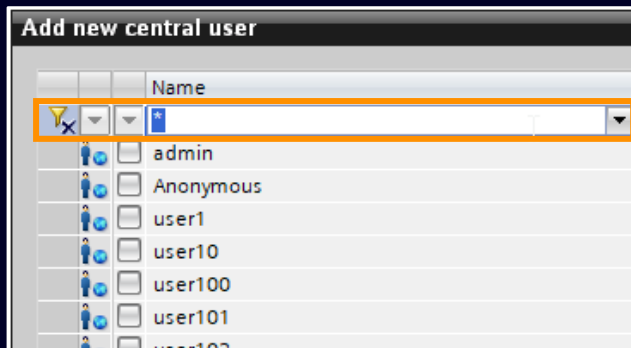 Add new central user
Name
*
admin
Anonymous
user1
user10
user100
user101